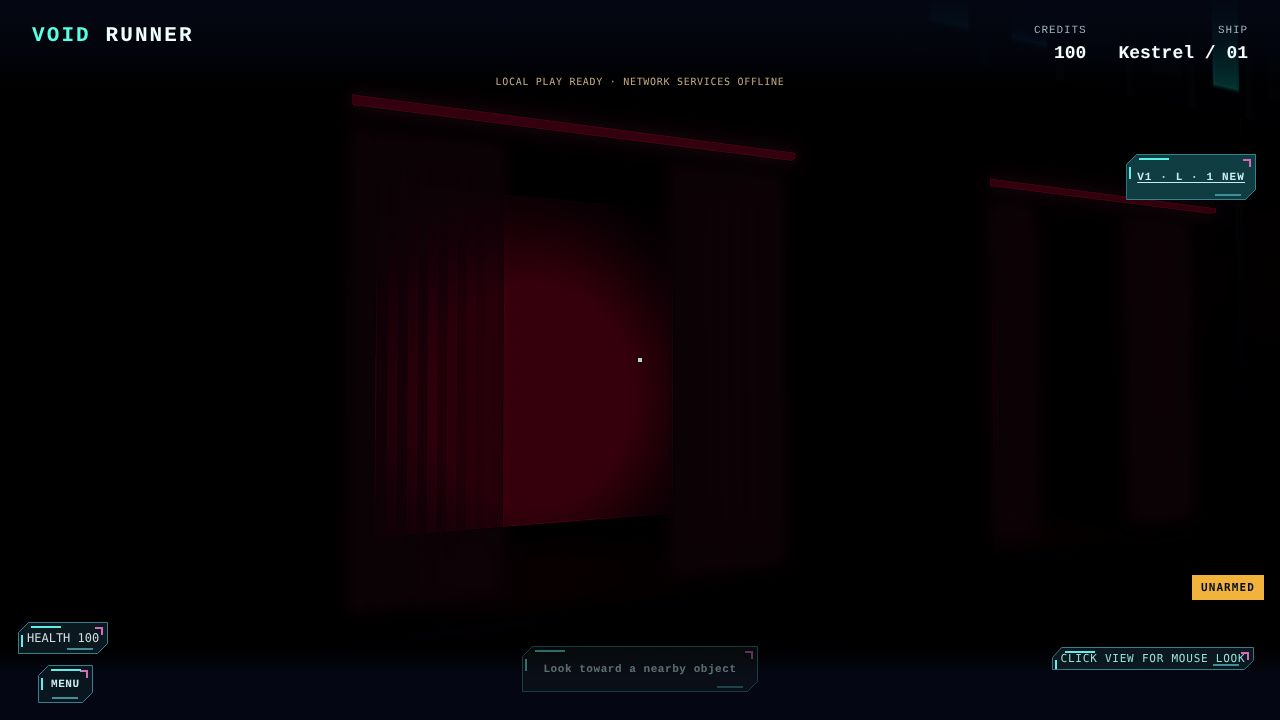 VOID RUNNER
CREDITS
100
SHIP
Kestrel / 01
LOCAL PLAY READY · NETWORK SERVICES OFFLINE
V1 · L · 1 NEW
UNARMED
HEALTH 100
MENU
Look toward a nearby object
CLICK VIEW FOR MOUSE LOOK